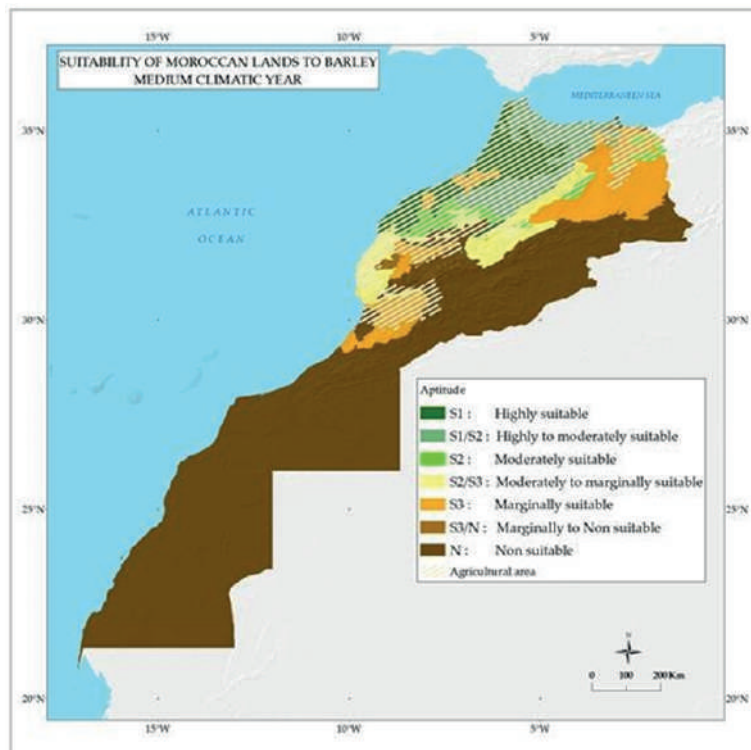 15°W 10°W 5°W
SUITABILITY OF MOROCCAN LANDS TO BARLEY
MEDIUM CLIMATIC YEAR
MEDITERRANEEN SEA
35°N 35°N
ATLANTIC
OCEAN
30°N 30°N
Aptitude
S1 : Highly suitable
S1/S2 : Highly to moderately suitable
S2 : Moderately suitable
S2/S3 : Moderately to marginally suitable
S3 : Marginally suitable
S3/N : Marginally to Non suitable
N : Non suitable
Agricultural area
25°N 25°N
N
0 100 200 Km
20°N 20°N
15°W 10°W 5°W